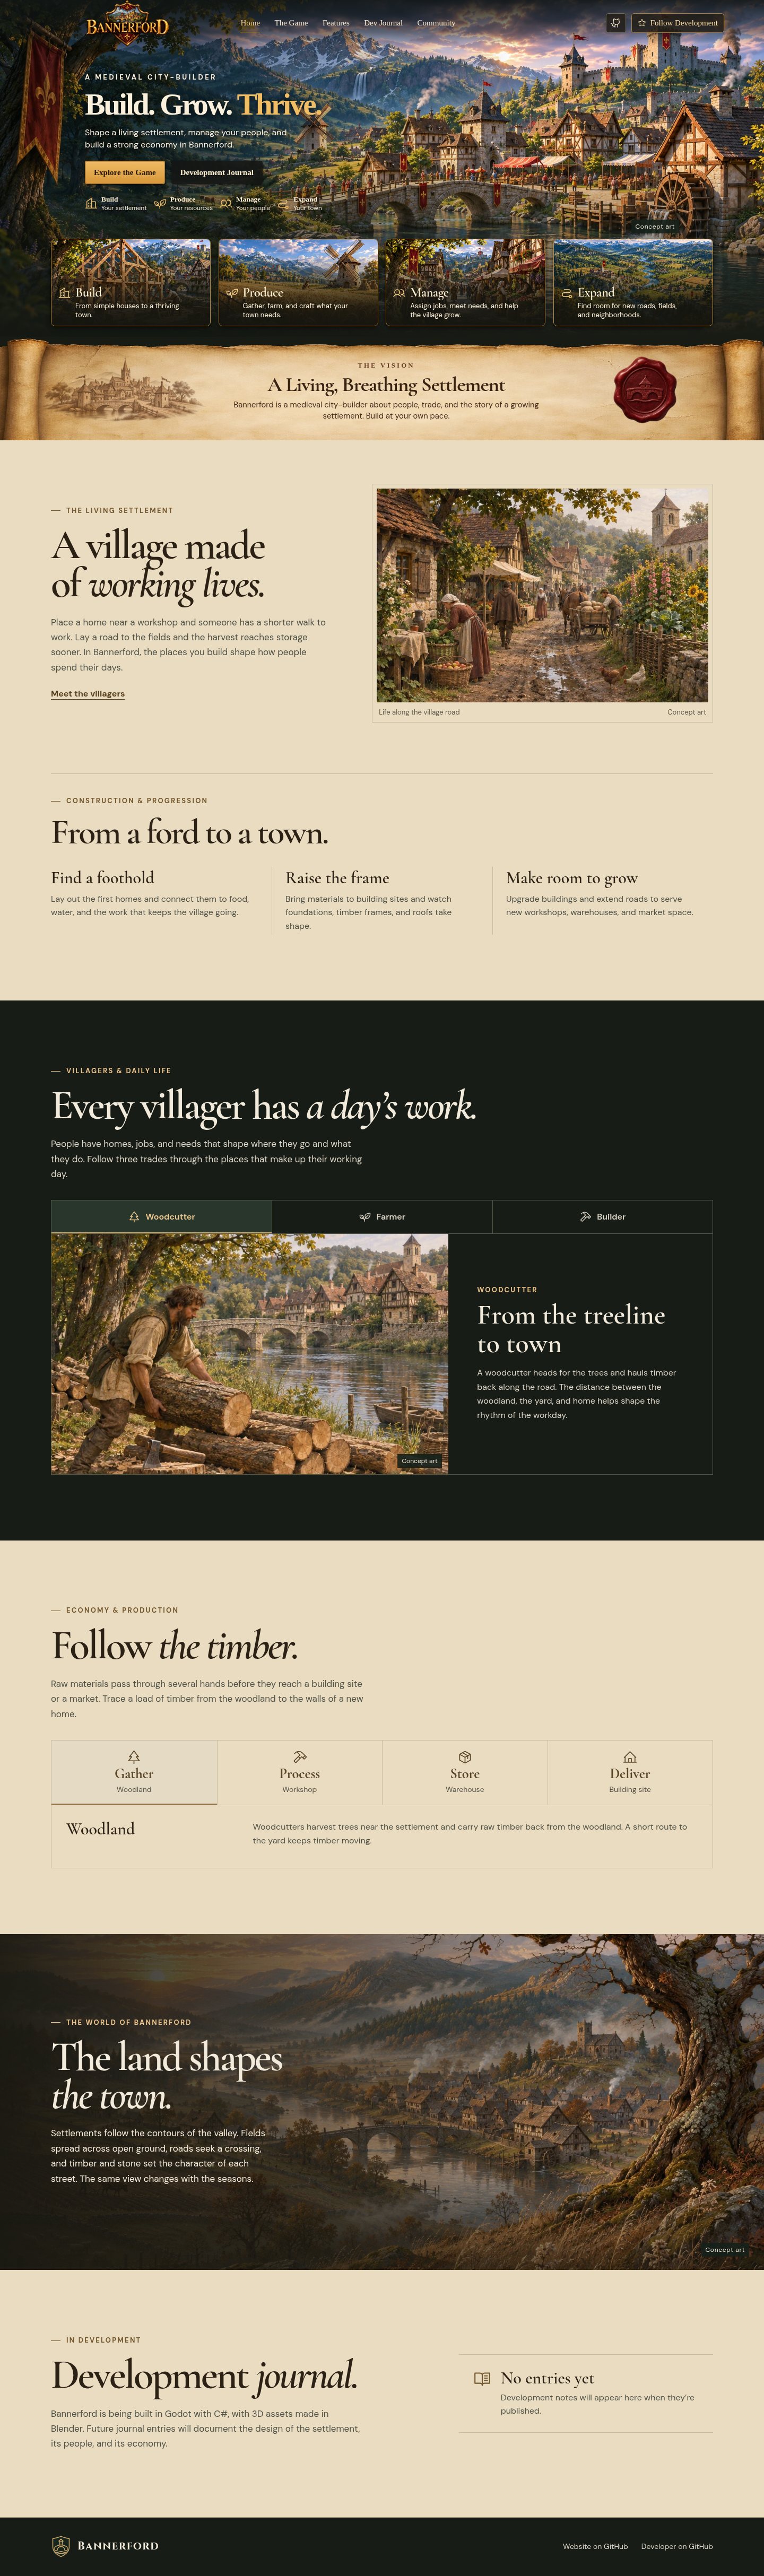 BANNERFORD
Home
The Game
Features
Dev Journal
Community
Follow Development
A MEDIEVAL CITY-BUILDER
Build. Grow. Thrive.
Shape a living settlement, manage your people, and
build a strong economy in Bannerford.
Explore the Game
Development Journal
Build
Your settlement
Produce
Your resources
Manage
Your people
Expand
Your town
Concept art
Build
From simple houses to a thriving
town.
Produce
Gather, farm, and craft what your
town needs.
Manage
Assign jobs, meet needs, and help
the village grow.
Expand
Find room for new roads, fields,
and neighborhoods.
THE VISION
A Living, Breathing Settlement
Bannerford is a medieval city-builder about people, trade, and the story of a growing
settlement. Build at your own pace.
THE LIVING SETTLEMENT
A village made
of working lives.
Place a home near a workshop and someone has a shorter walk to
work. Lay a road to the fields and the harvest reaches storage
sooner. In Bannerford, the places you build shape how people
spend their days.
Meet the villagers
Life along the village road
Concept art
CONSTRUCTION & PROGRESSION
From a ford to a town.
Find a foothold
Lay out the first homes and connect them to food,
water, and the work that keeps the village going.
Raise the frame
Bring materials to building sites and watch
foundations, timber frames, and roofs take
shape.
Make room to grow
Upgrade buildings and extend roads to serve
new workshops, warehouses, and market space.
VILLAGERS & DAILY LIFE
Every villager has a day's work.
People have homes, jobs, and needs that shape where they go and what
they do. Follow three trades through the places that make up their working
day.
Woodcutter
Farmer
Builder
Concept art
WOODCUTTER
From the treeline
to town
A woodcutter heads for the trees and hauls timber
back along the road. The distance between the
woodland, the yard, and home helps shape the
rhythm of the workday.
ECONOMY & PRODUCTION
Follow the timber.
Raw materials pass through several hands before they reach a building site
or a market. Trace a load of timber from the woodland to the walls of a new
home.
Gather
Woodland
Process
Workshop
Store
Warehouse
Deliver
Building site
Woodland
Woodcutters harvest trees near the settlement and carry raw timber back from the woodland. A short route to
the yard keeps timber moving.
THE WORLD OF BANNERFORD
The land shapes
the town.
Settlements follow the contours of the valley. Fields
spread across open ground, roads seek a crossing,
and timber and stone set the character of each
street. The same view changes with the seasons.
Concept art
IN DEVELOPMENT
Development journal.
Bannerford is being built in Godot with C#, with 3D assets made in
Blender. Future journal entries will document the design of the settlement,
its people, and its economy.
No entries yet
Development notes will appear here when they're
published.
BANNERFORD
Website on GitHub
Developer on GitHub